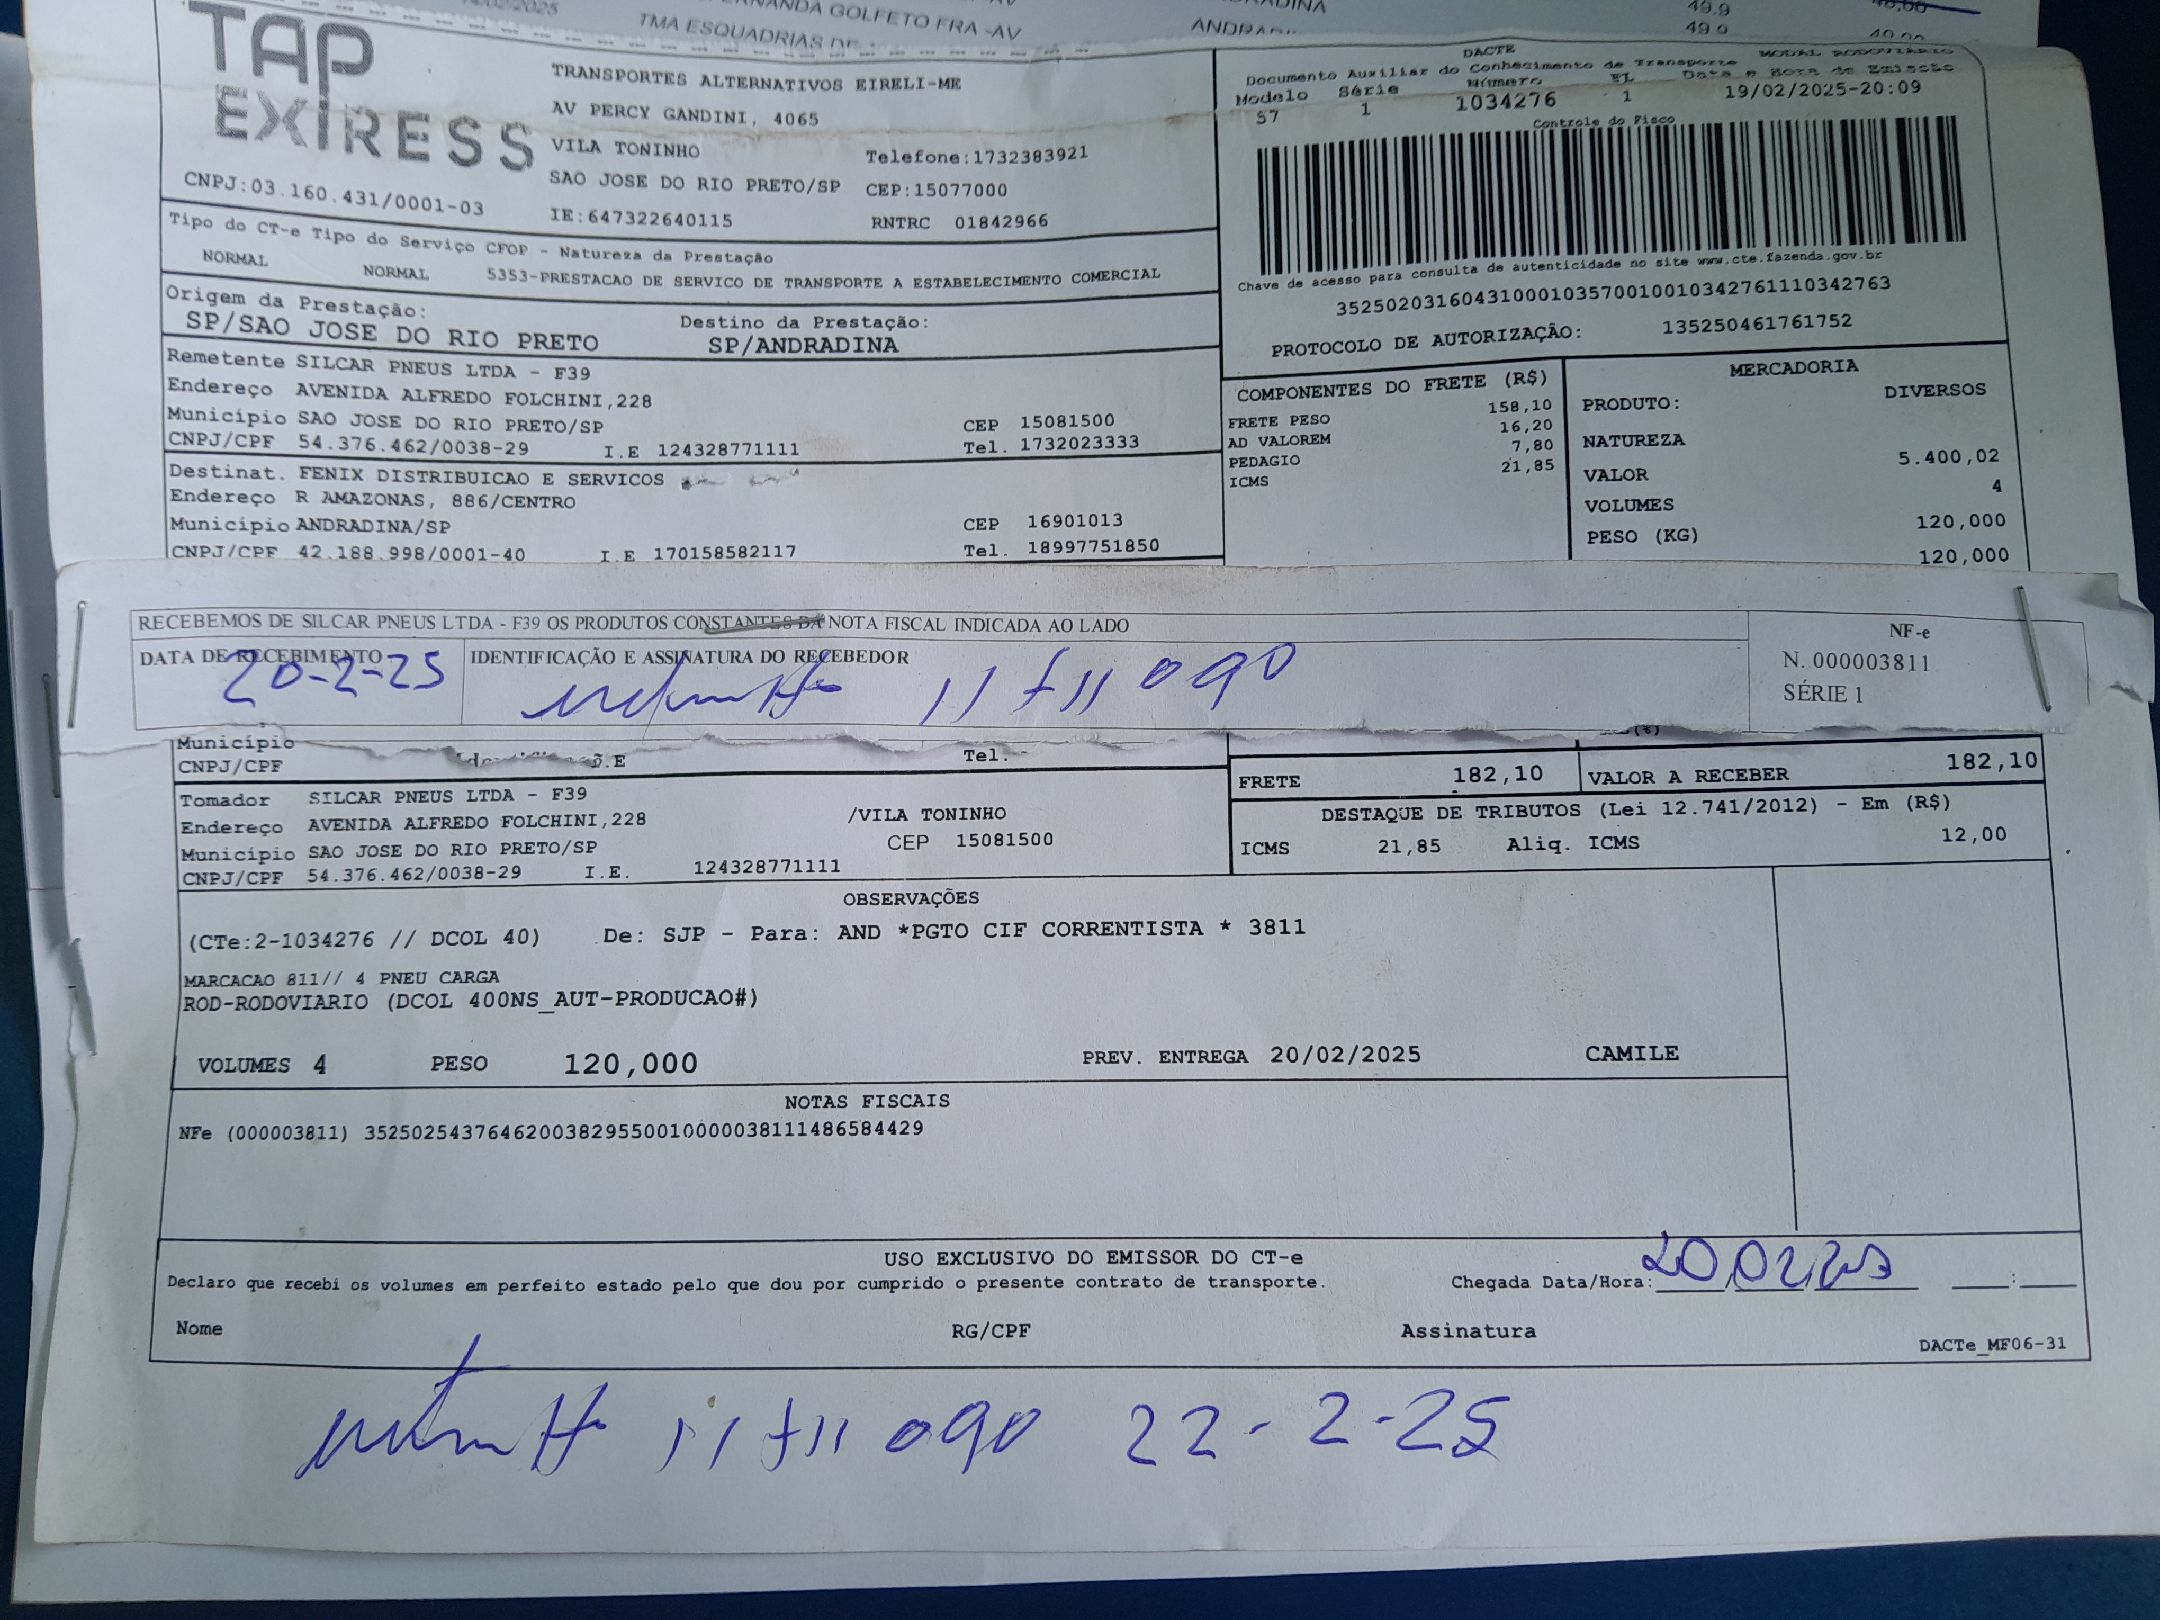 TMA ESQUADRIAS DE
GOLFETO FRA -AV
49.9
TAP
EXPRESS
CNPJ:03.160.431/0001-03
TRANSPORTES ALTERNATIVOS EIRELI-ME
AV PERCY GANDINI, 4065
VILA TONINHO Telefone:1732383921
SAO JOSE DO RIO PRETO/SP CEP:15077000
IE:647322640115 RNTRC 01842966
DACTE MODAL RODOVIARIO
Documento Auxiliar do Conhecimento de Transporte
Modelo Série Número FL Data e Hora de Emissão
57 1 1034276 1 19/02/2025-20:09
Controle do Fisco
Chave de acesso para consulta de autenticidade no site www.cte.fazenda.gov.br
35250203160431000103570010010342761110342763
PROTOCOLO DE AUTORIZAÇÃO: 135250461761752
Tipo do CT-e Tipo do Serviço CFOP - Natureza da Prestação
NORMAL NORMAL 5353-PRESTACAO DE SERVICO DE TRANSPORTE A ESTABELECIMENTO COMERCIAL
Origem da Prestação: Destino da Prestação:
SP/SAO JOSE DO RIO PRETO SP/ANDRADINA
Remetente SILCAR PNEUS LTDA - F39
Endereço AVENIDA ALFREDO FOLCHINI,228
Município SAO JOSE DO RIO PRETO/SP CEP 15081500
CNPJ/CPF 54.376.462/0038-29 I.E 124328771111 Tel. 1732023333
Destinat. FENIX DISTRIBUICAO E SERVICOS
Endereço R AMAZONAS, 886/CENTRO
Município ANDRADINA/SP CEP 16901013
CNPJ/CPF 42.188.998/0001-40 I.E 170158582117 Tel. 18997751850
COMPONENTES DO FRETE (R$)
FRETE PESO 158,10
AD VALOREM 16,20
PEDAGIO 7,80
ICMS 21,85
MERCADORIA
PRODUTO: DIVERSOS
NATUREZA
VALOR 5.400,02
VOLUMES 4
PESO (KG) 120,000
120,000
RECEBEMOS DE SILCAR PNEUS LTDA - F39 OS PRODUTOS CONSTANTES DA NOTA FISCAL INDICADA AO LADO
DATA DE RECEBIMENTO IDENTIFICAÇÃO E ASSINATURA DO RECEBEDOR
20-2-25
NF-e
N. 000003811
SÉRIE 1
Município
CNPJ/CPF I.E Tel.
FRETE 182,10 VALOR A RECEBER 182,10
Tomador SILCAR PNEUS LTDA - F39
Endereço AVENIDA ALFREDO FOLCHINI,228 /VILA TONINHO
Município SAO JOSE DO RIO PRETO/SP CEP 15081500
CNPJ/CPF 54.376.462/0038-29 I.E. 124328771111
DESTAQUE DE TRIBUTOS (Lei 12.741/2012) - Em (R$)
ICMS 21,85 Aliq. ICMS 12,00
OBSERVAÇÕES
(CTe:2-1034276 // DCOL 40) De: SJP - Para: AND *PGTO CIF CORRENTISTA * 3811
MARCACAO 811// 4 PNEU CARGA
ROD-RODOVIARIO (DCOL 400NS_AUT-PRODUCAO#)
VOLUMES 4 PESO 120,000 PREV. ENTREGA 20/02/2025 CAMILE
NOTAS FISCAIS
NFe (000003811) 35250254376462003829550010000038111486584429
USO EXCLUSIVO DO EMISSOR DO CT-e
Declaro que recebi os volumes em perfeito estado pelo que dou por cumprido o presente contrato de transporte. Chegada Data/Hora: 20,02,25 :
Nome RG/CPF Assinatura
DACTe_MF06-31
22-2-25